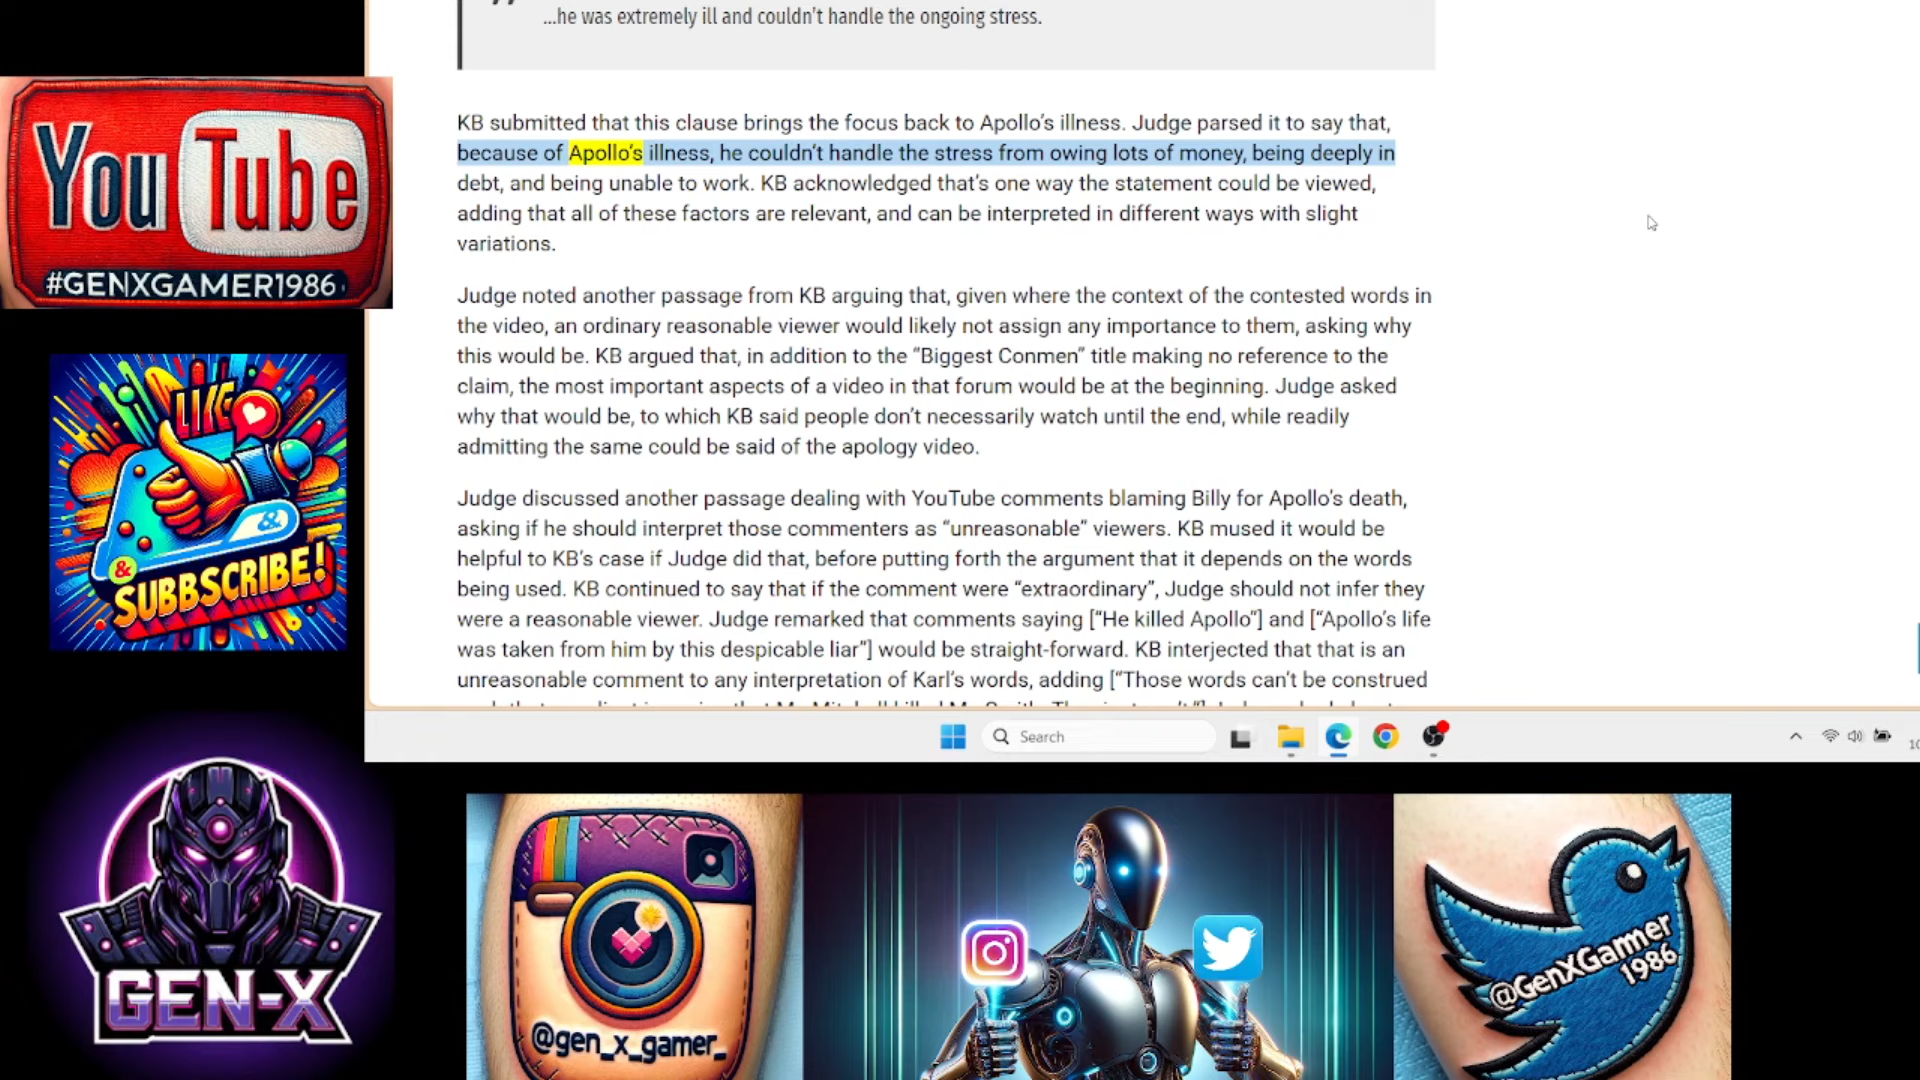 ...he was extremely ill and couldn't handle the ongoing stress.
KB submitted that this clause brings the focus back to Apollo's illness. Judge parsed it to say that,
because of Apollo's illness, he couldn't handle the stress from owing lots of money, being deeply in
debt, and being unable to work. KB acknowledged that's one way the statement could be viewed,
adding that all of these factors are relevant, and can be interpreted in different ways with slight
variations.
Judge noted another passage from KB arguing that, given where the context of the contested words in
the video, an ordinary reasonable viewer would likely not assign any importance to them, asking why
this would be. KB argued that, in addition to the “Biggest Conmen” title making no reference to the
claim, the most important aspects of a video in that forum would be at the beginning. Judge asked
why that would be, to which KB said people don't necessarily watch until the end, while readily
admitting the same could be said of the apology video.
Judge discussed another passage dealing with YouTube comments blaming Billy for Apollo's death,
asking if he should interpret those commenters as “unreasonable” viewers. KB mused it would be
helpful to KB's case if Judge did that, before putting forth the argument that it depends on the words
being used. KB continued to say that if the comment were “extraordinary”, Judge should not infer they
were a reasonable viewer. Judge remarked that comments saying [“He killed Apollo”] and [“Apollo's life
was taken from him by this despicable liar”] would be straight-forward. KB interjected that that is an
unreasonable comment to any interpretation of Karl's words, adding [“Those words can't be construed
Search
10
YouTube
#GENXGAMER1986
LIKE
&
&
SUBBSCRIBE!
GEN-X
@gen_x_gamer_
@GenXGamer
1986